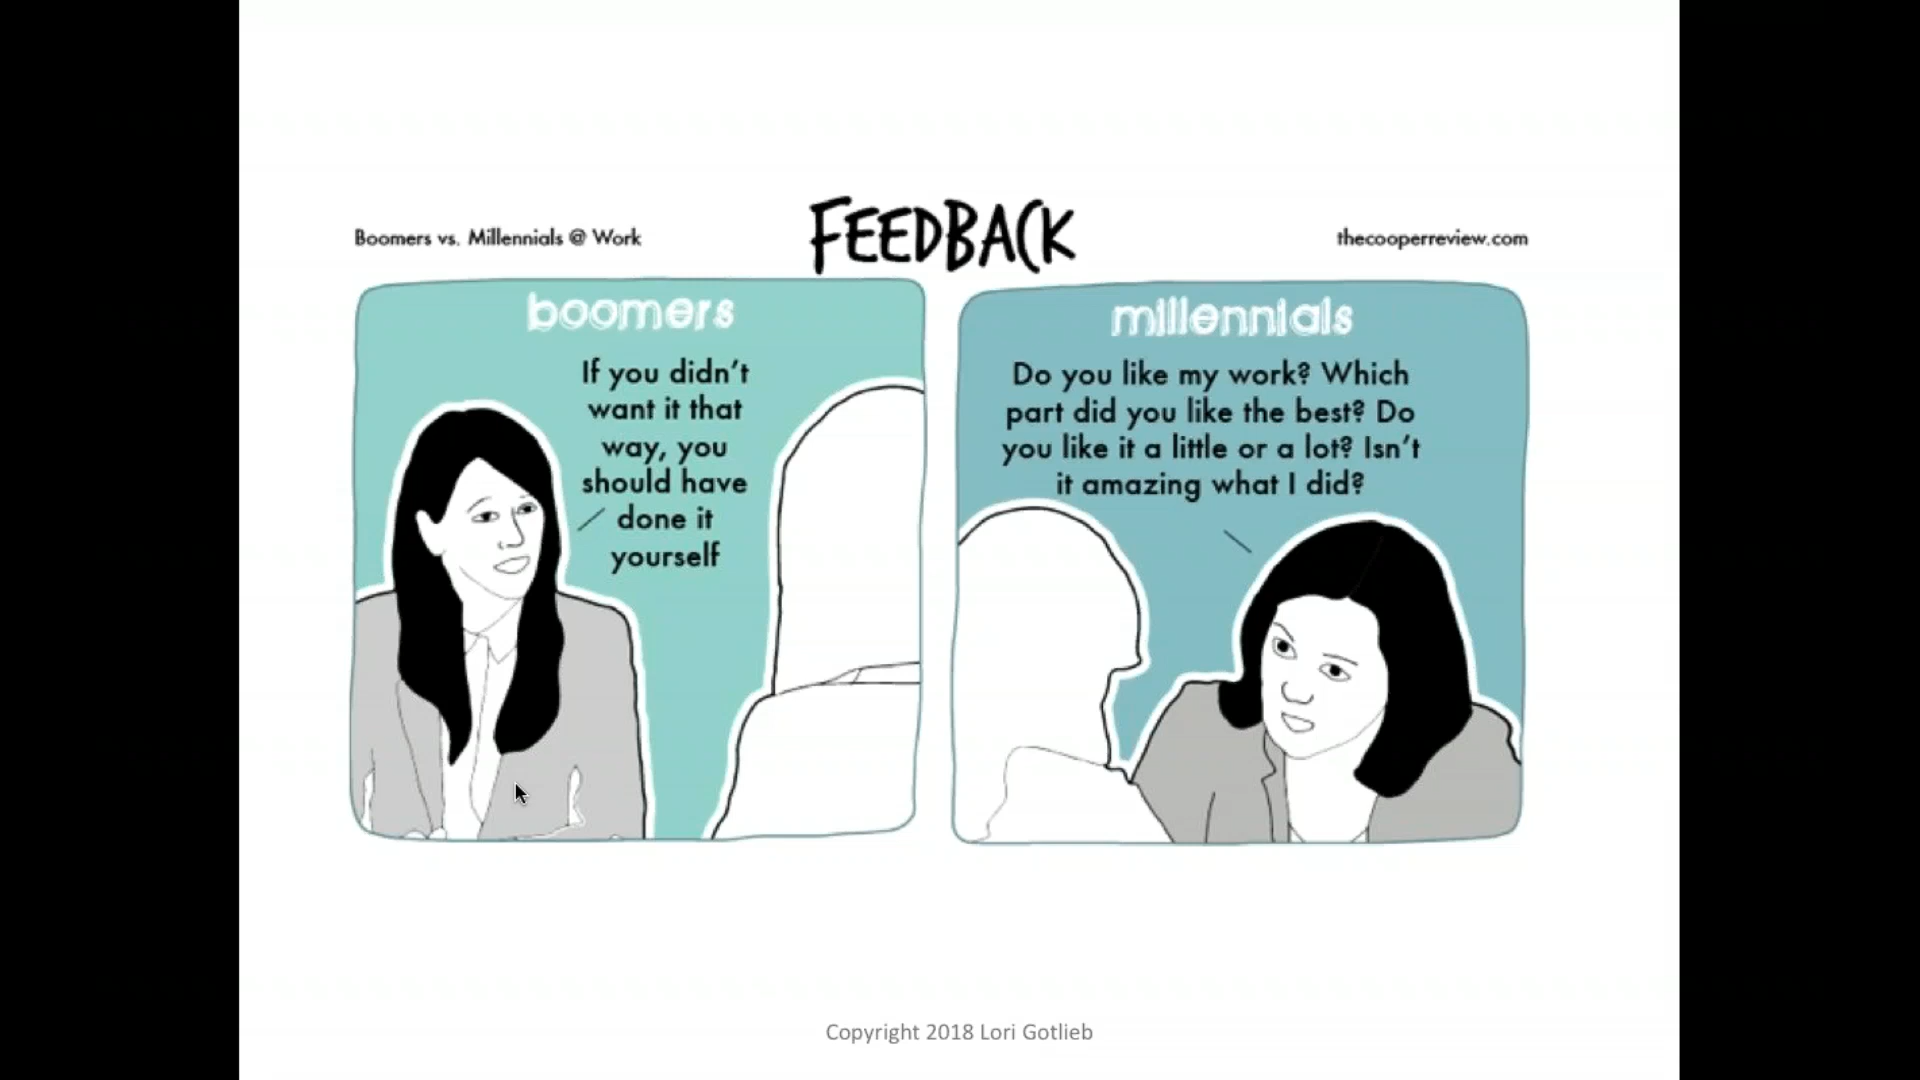 Boomers vs. Millennials @ Work
FEEDBACK
thecooperreview.com
boomers
If you didn't
want it that
way, you
should have
done it
yourself
millennials
Do you like my work? Which
part did you like the best? Do
you like it a little or a lot? Isn't
it amazing what I did?
Copyright 2018 Lori Gotlieb